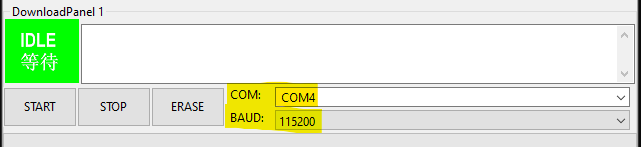 DownloadPanel 1
IDLE
等待
START STOP ERASE
COM: COM4
BAUD: 115200